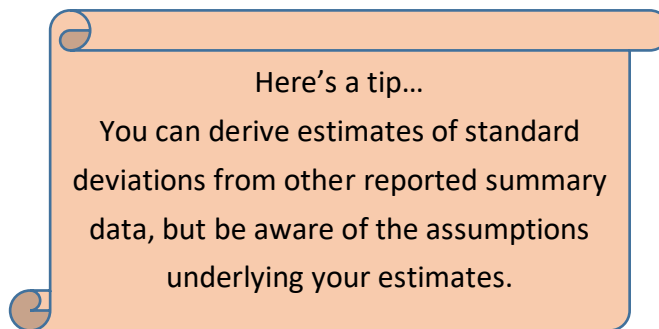 Here’s a tip…
You can derive estimates of standard
deviations from other reported summary
data, but be aware of the assumptions
underlying your estimates.